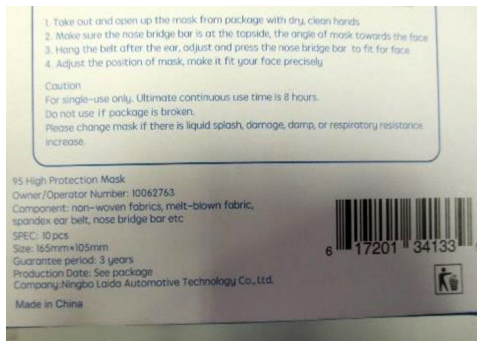 1. Take out and open up the mask from package with dry, clean hands
2. Make sure the nose bridge bar is at the topside, the angle of mask towards the face
3. Hang the belt after the ear, adjust and press the nose bridge bar to fit for face
4. Adjust the position of mask, make it fit your face precisely
Caution
For single-use only. Ultimate continuous use time is 8 hours.
Do not use if package is broken.
Please change mask if there is liquid splash, damage, damp, or respiratory resistance
increase.
95 High Protection Mask
Owner/Operator Number: 10062763
Component: non-woven fabrics, melt-blown fabric,
spandex ear belt, nose bridge bar etc
SPEC: 10 pcs
Size: 165mm×105mm
Guarantee period: 3 years
Production Date: See package
Company:Ningbo Laida Automotive Technology Co., Ltd.
Made in China
6 17201 34133